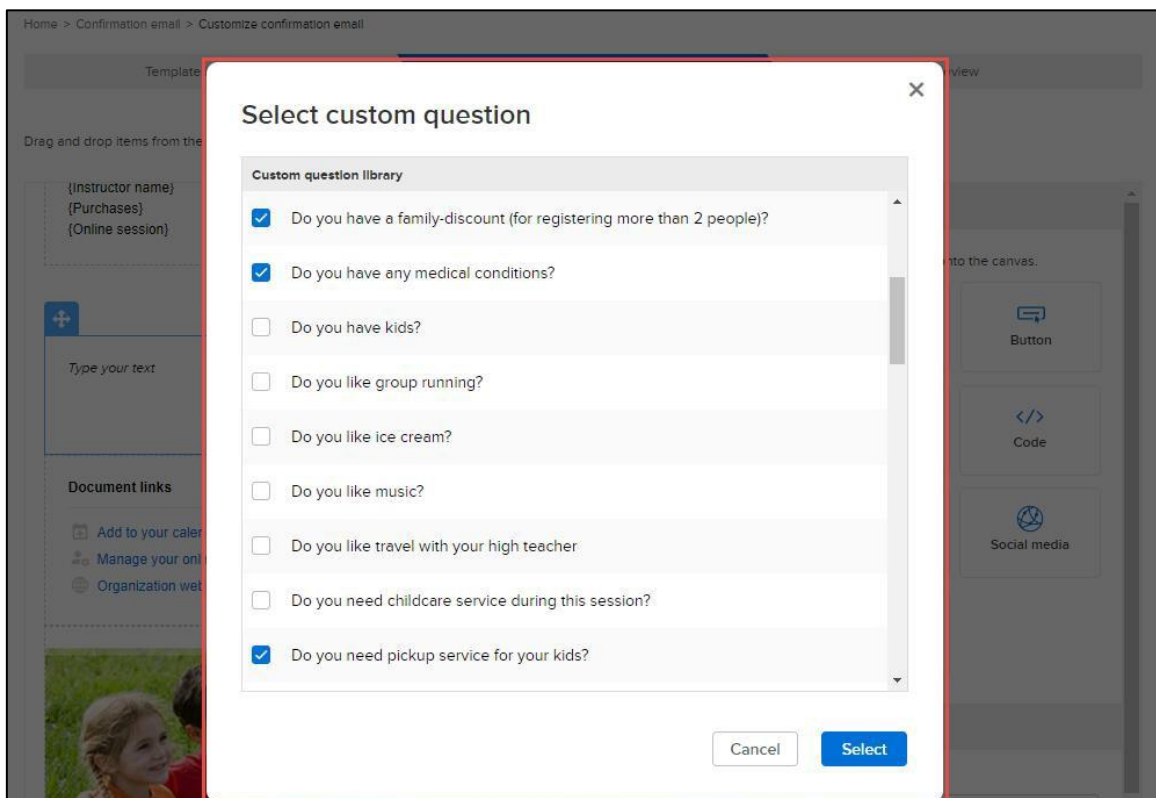 Home > Confirmation email > Customize confirmation email
Template
view
Drag and drop items from the
Select custom question
Custom question library
Do you have a family-discount (for registering more than 2 people)?
Do you have any medical conditions?
Do you have kids?
Do you like group running?
Do you like ice cream?
Do you like music?
Do you like travel with your high teacher
Do you need childcare service during this session?
Do you need pickup service for your kids?
Cancel
Select
{Instructor name}
{Purchases}
{Online session}
Type your text
Document links
Add to your caler
Manage your onl
Organization wet
nto the canvas.
Button
</>
Code
Social media